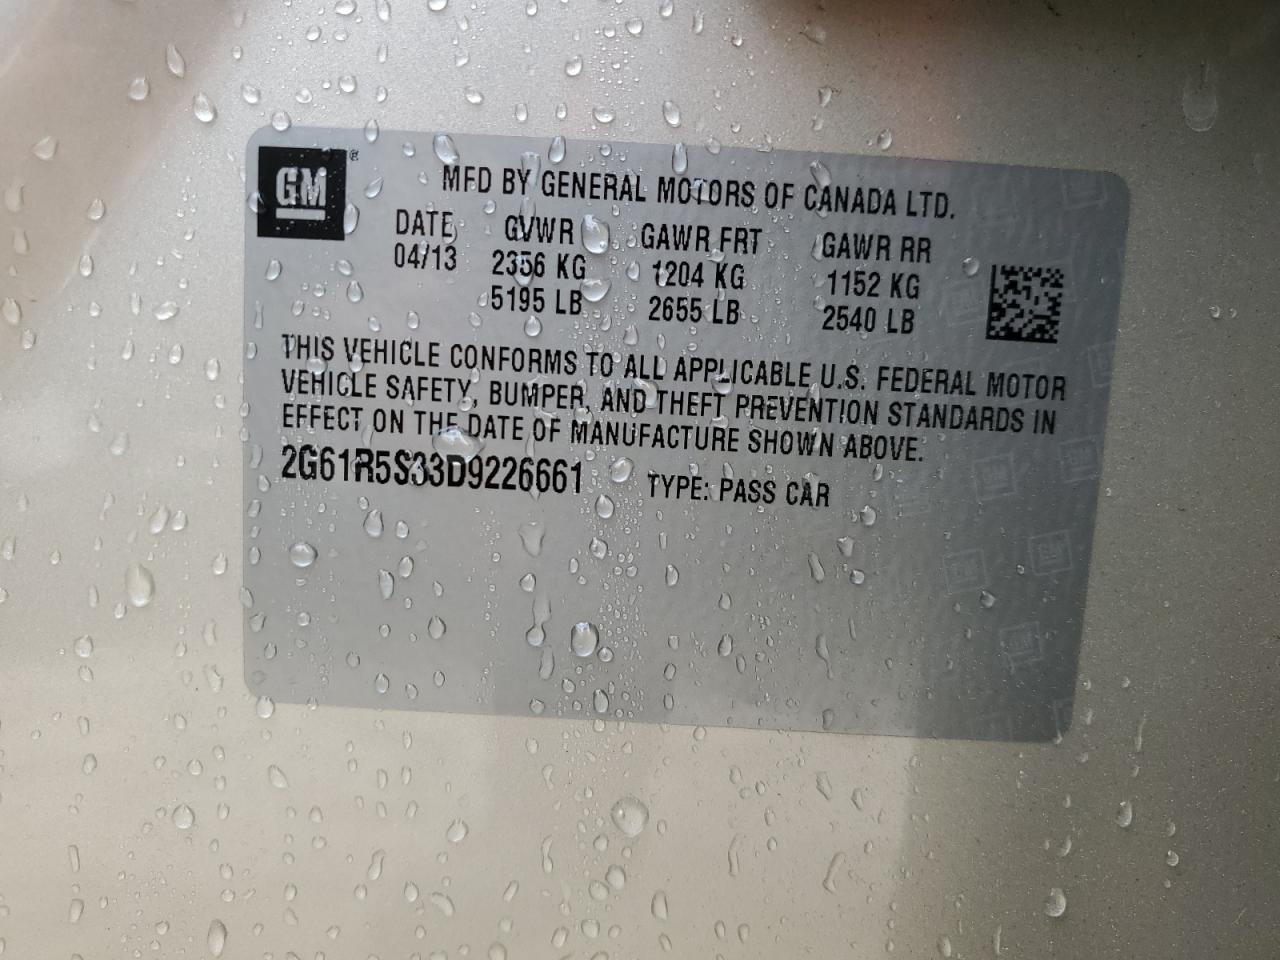 GM ®
MFD BY GENERAL MOTORS OF CANADA LTD.
DATE GVWR GAWR FRT GAWR RR
04/13 2356 KG 1204 KG 1152 KG
5195 LB 2655 LB 2540 LB
THIS VEHICLE CONFORMS TO ALL APPLICABLE U.S. FEDERAL MOTOR
VEHICLE SAFETY, BUMPER, AND THEFT PREVENTION STANDARDS IN
EFFECT ON THE DATE OF MANUFACTURE SHOWN ABOVE.
2G61R5S33D9226661 TYPE: PASS CAR